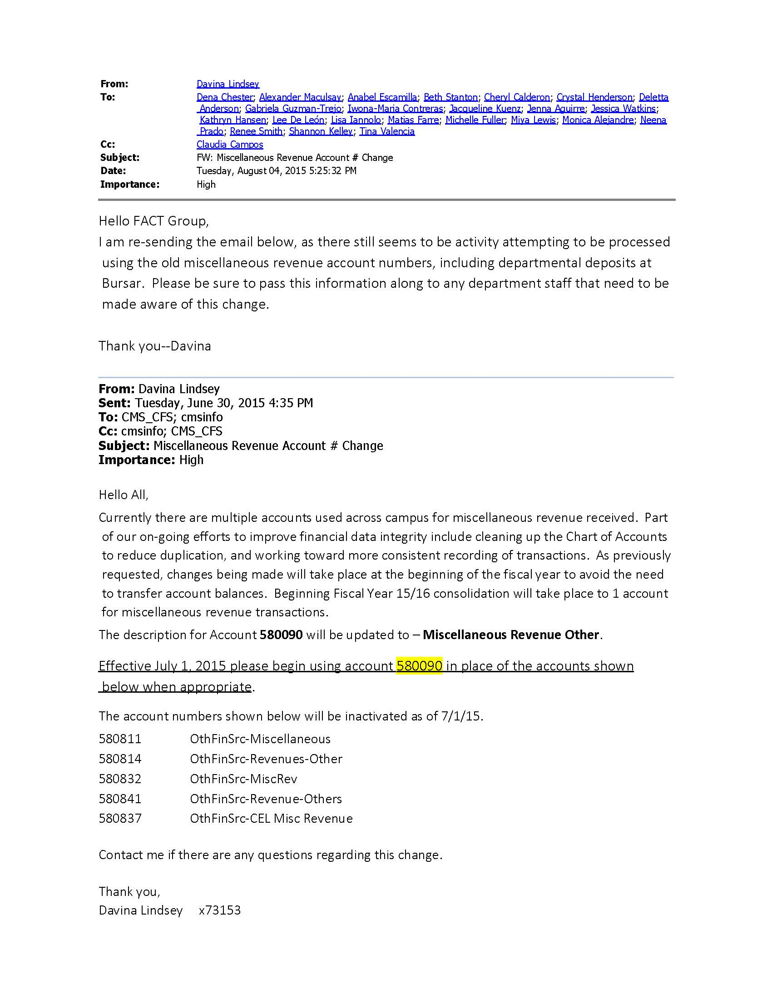 From: Davina Lindsey
To: Dena Chester; Alexander Maculsay; Anabel Escamilla; Beth Stanton; Cheryl Calderon; Crystal Henderson; Deletta
Anderson; Gabriela Guzman-Trejo; Iwona-Maria Contreras; Jacqueline Kuenz; Jenna Aguirre; Jessica Watkins;
Kathryn Hansen; Lee De León; Lisa Iannolo; Matias Farre; Michelle Fuller; Miya Lewis; Monica Alejandre; Neena
Prado; Renee Smith; Shannon Kelley; Tina Valencia
Cc: Claudia Campos
Subject: FW: Miscellaneous Revenue Account # Change
Date: Tuesday, August 04, 2015 5:25:32 PM
Importance: High
Hello FACT Group,
I am re-sending the email below, as there still seems to be activity attempting to be processed
using the old miscellaneous revenue account numbers, including departmental deposits at
Bursar. Please be sure to pass this information along to any department staff that need to be
made aware of this change.
Thank you--Davina
From: Davina Lindsey
Sent: Tuesday, June 30, 2015 4:35 PM
To: CMS_CFS; cmsinfo
Cc: cmsinfo; CMS_CFS
Subject: Miscellaneous Revenue Account # Change
Importance: High
Hello All,
Currently there are multiple accounts used across campus for miscellaneous revenue received. Part
of our on-going efforts to improve financial data integrity include cleaning up the Chart of Accounts
to reduce duplication, and working toward more consistent recording of transactions. As previously
requested, changes being made will take place at the beginning of the fiscal year to avoid the need
to transfer account balances. Beginning Fiscal Year 15/16 consolidation will take place to 1 account
for miscellaneous revenue transactions.
The description for Account 580090 will be updated to – Miscellaneous Revenue Other.
Effective July 1, 2015 please begin using account 580090 in place of the accounts shown
below when appropriate.
The account numbers shown below will be inactivated as of 7/1/15.
580811 OthFinSrc-Miscellaneous
580814 OthFinSrc-Revenues-Other
580832 OthFinSrc-MiscRev
580841 OthFinSrc-Revenue-Others
580837 OthFinSrc-CEL Misc Revenue
Contact me if there are any questions regarding this change.
Thank you,
Davina Lindsey x73153